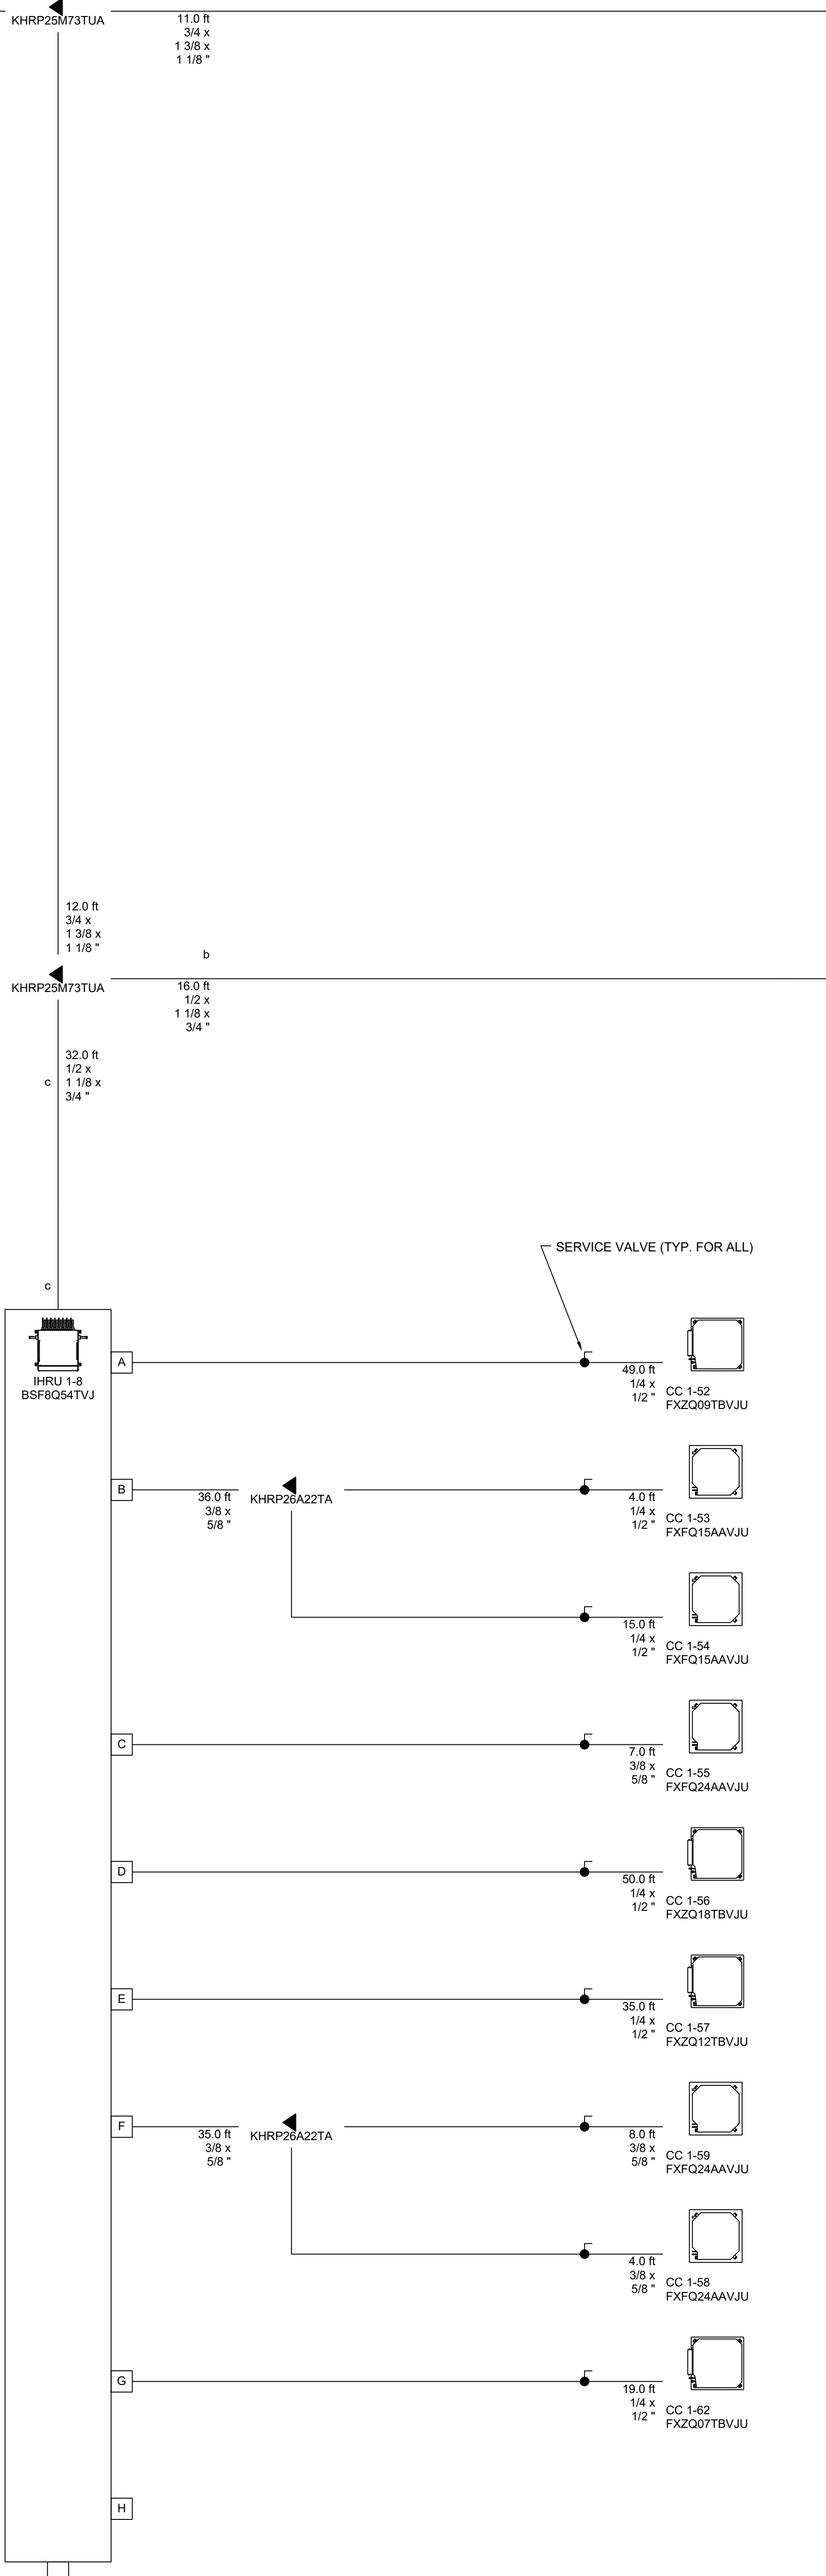 KHRP25M73TUA
11.0 ft
3/4 x
1 3/8 x
1 1/8 "
12.0 ft
3/4 x
1 3/8 x
1 1/8 "
b
KHRP25M73TUA
16.0 ft
1/2 x
1 1/8 x
3/4 "
32.0 ft
1/2 x
c 1 1/8 x
3/4 "
SERVICE VALVE (TYP. FOR ALL)
c
IHRU 1-8
BSF8Q54TVJ
A
49.0 ft
1/4 x
1/2 "
CC 1-52
FXZQ09TBVJU
B
36.0 ft
3/8 x
5/8 "
KHRP26A22TA
4.0 ft
1/4 x
1/2 "
CC 1-53
FXFQ15AAVJU
15.0 ft
1/4 x
1/2 "
CC 1-54
FXFQ15AAVJU
C
7.0 ft
3/8 x
5/8 "
CC 1-55
FXFQ24AAVJU
D
50.0 ft
1/4 x
1/2 "
CC 1-56
FXZQ18TBVJU
E
35.0 ft
1/4 x
1/2 "
CC 1-57
FXZQ12TBVJU
F
35.0 ft
3/8 x
5/8 "
KHRP26A22TA
8.0 ft
3/8 x
5/8 "
CC 1-59
FXFQ24AAVJU
4.0 ft
3/8 x
5/8 "
CC 1-58
FXFQ24AAVJU
G
19.0 ft
1/4 x
1/2 "
CC 1-62
FXZQ07TBVJU
H